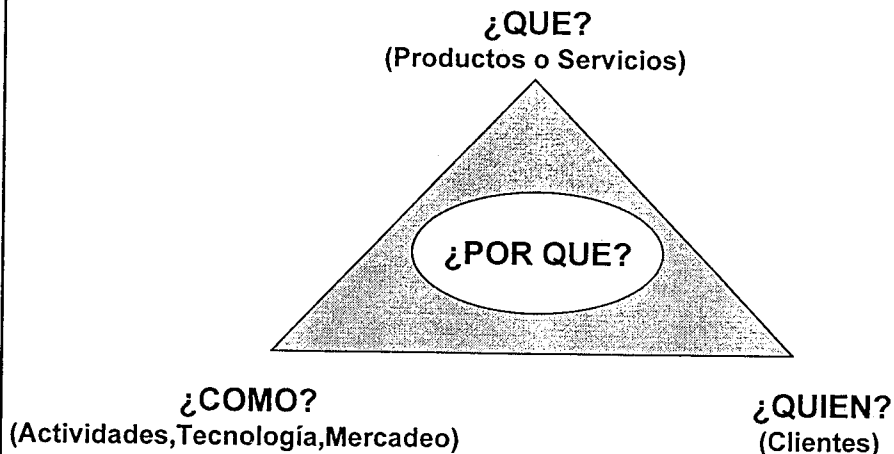 ¿QUE?
(Productos o Servicios)
¿POR QUE?
¿COMO?
(Actividades,Tecnología,Mercadeo)
¿QUIEN?
(Clientes)